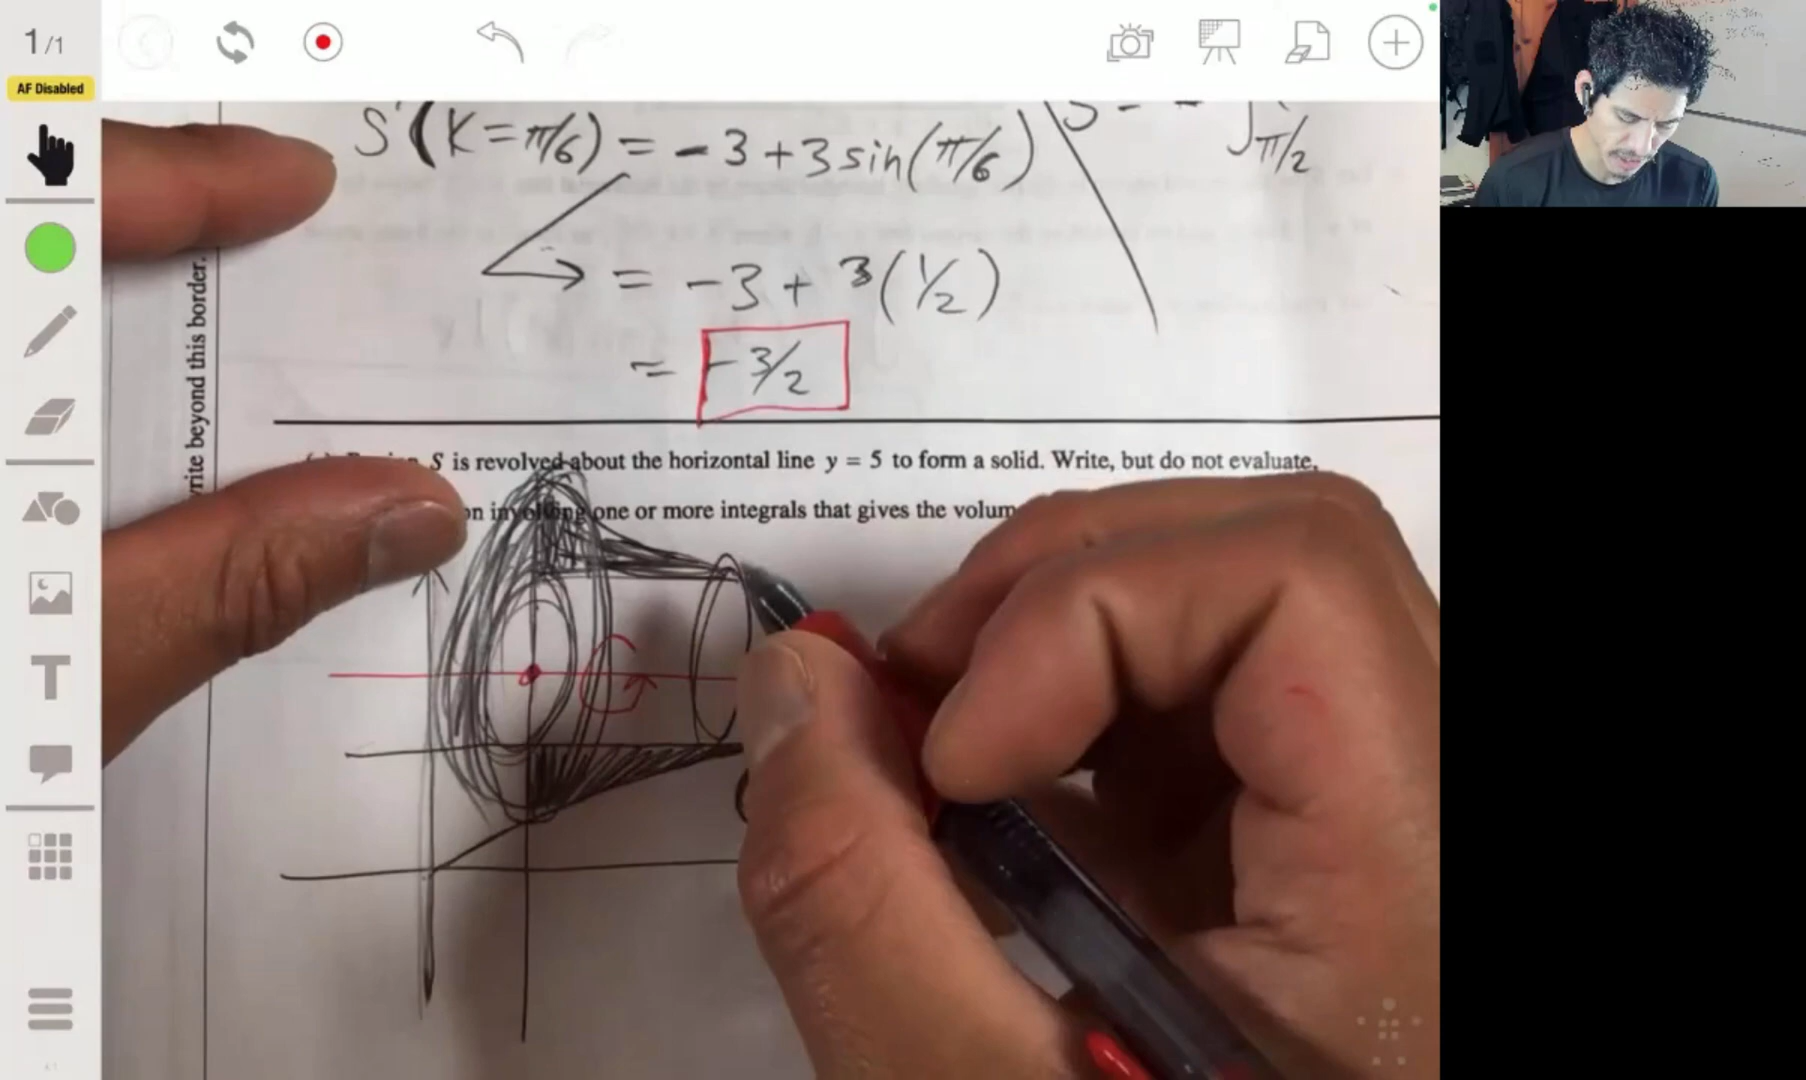 1/1
AF Disabled
S'(K=π/6) = -3+3sin(π/6)
π/2
= -3 + 3(1/2)
= -3/2
rite beyond this border.
S is revolved about the horizontal line y = 5 to form a solid. Write, but do not evaluate,
on involving one or more integrals that gives the volum
T